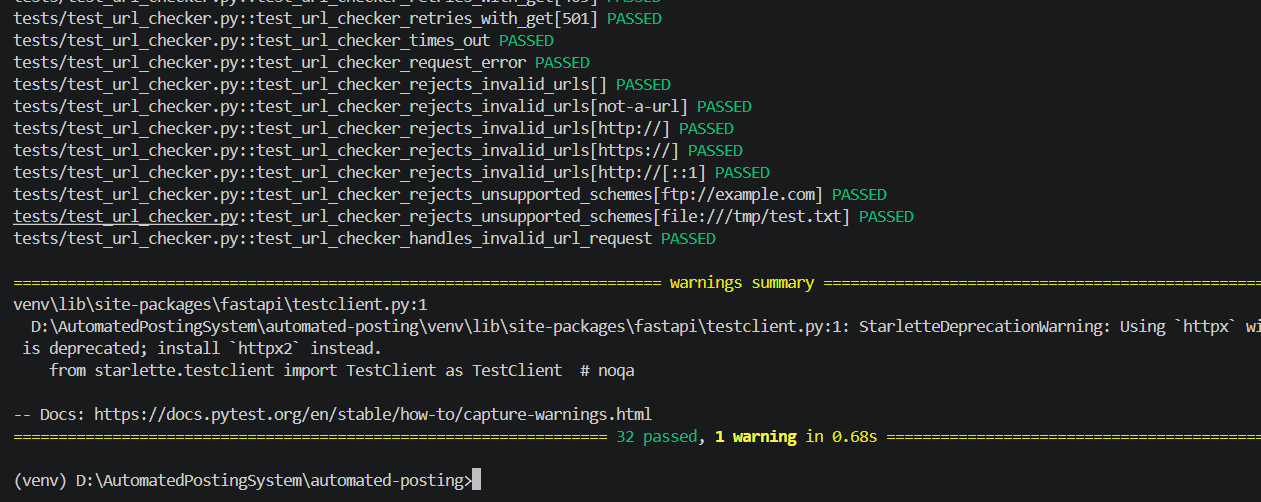 tests/test_url_checker.py::test_url_checker_retries_with_get[405] PASSED
tests/test_url_checker.py::test_url_checker_retries_with_get[501] PASSED
tests/test_url_checker.py::test_url_checker_times_out PASSED
tests/test_url_checker.py::test_url_checker_request_error PASSED
tests/test_url_checker.py::test_url_checker_rejects_invalid_urls[] PASSED
tests/test_url_checker.py::test_url_checker_rejects_invalid_urls[not-a-url] PASSED
tests/test_url_checker.py::test_url_checker_rejects_invalid_urls[http://] PASSED
tests/test_url_checker.py::test_url_checker_rejects_invalid_urls[https://] PASSED
tests/test_url_checker.py::test_url_checker_rejects_invalid_urls[http://[::1] PASSED
tests/test_url_checker.py::test_url_checker_rejects_unsupported_schemes[ftp://example.com] PASSED
tests/test_url_checker.py::test_url_checker_rejects_unsupported_schemes[file:///tmp/test.txt] PASSED
tests/test_url_checker.py::test_url_checker_handles_invalid_url_request PASSED
======================================================================== warnings summary =================================================
venv\lib\site-packages\fastapi\testclient.py:1
D:\AutomatedPostingSystem\automated-posting\venv\lib\site-packages\fastapi\testclient.py:1: StarletteDeprecationWarning: Using `httpx` wi
is deprecated; install `httpx2` instead.
from starlette.testclient import TestClient as TestClient # noqa
-- Docs: https://docs.pytest.org/en/stable/how-to/capture-warnings.html
================================================================== 32 passed, 1 warning in 0.68s ==========================================
(venv) D:\AutomatedPostingSystem\automated-posting>